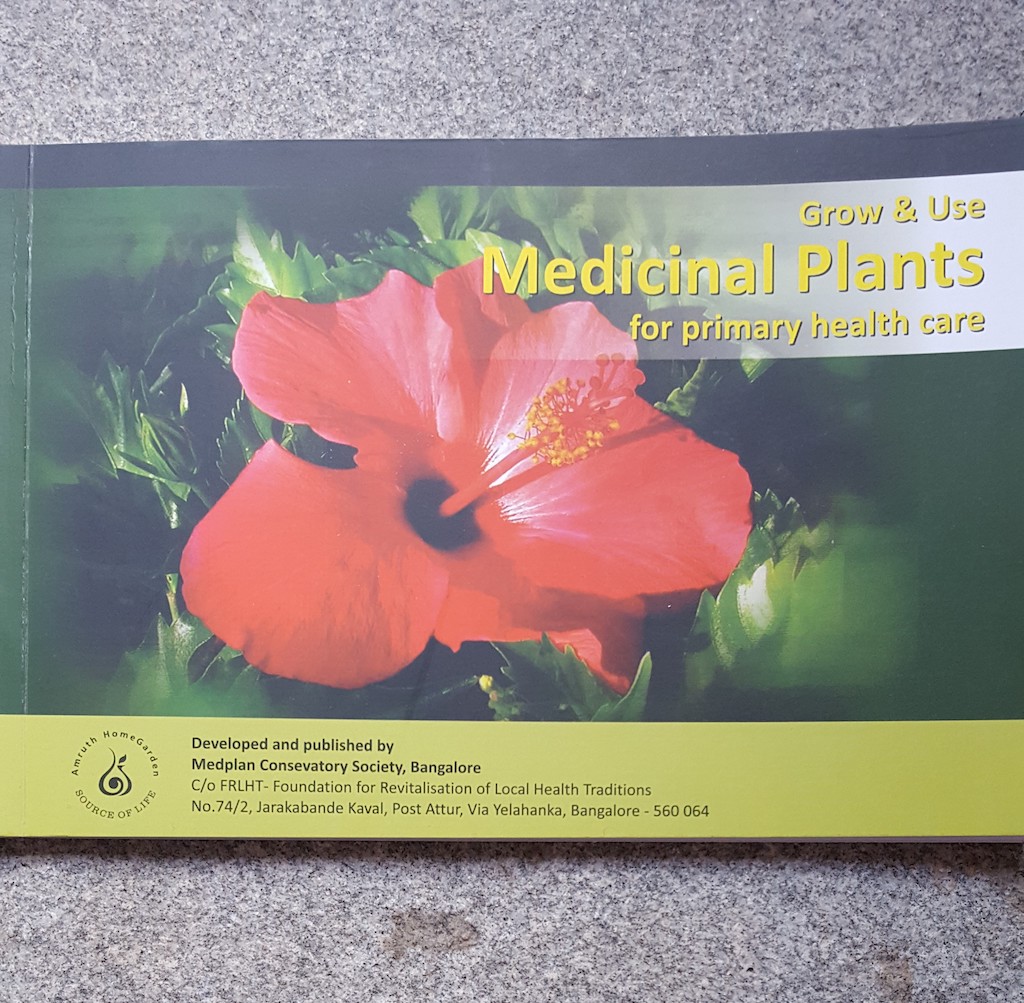 Grow & Use
Medicinal Plants
for primary health care
Amruth HomeGarden
SOURCE OF LIFE
Developed and published by
Medplan Consevatory Society, Bangalore
C/o FRLHT- Foundation for Revitalisation of Local Health Traditions
No.74/2, Jarakabande Kaval, Post Attur, Via Yelahanka, Bangalore - 560 064